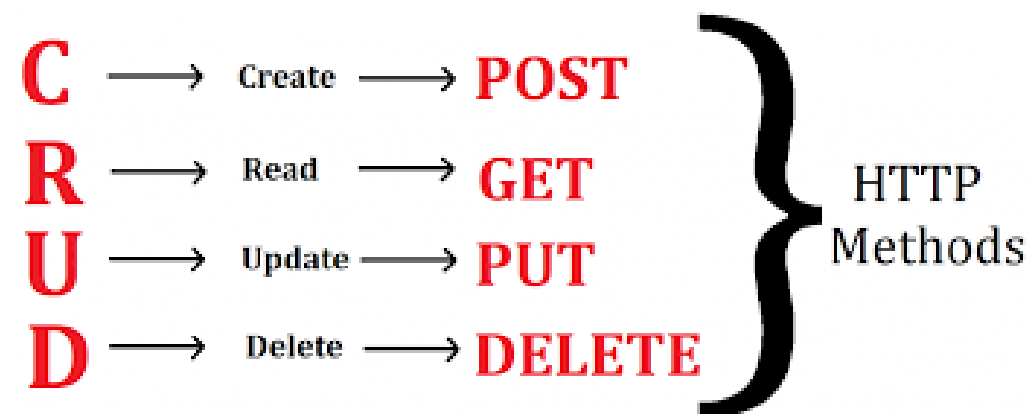 C → Create → POST
R → Read → GET
U → Update → PUT
D → Delete → DELETE
HTTP
Methods